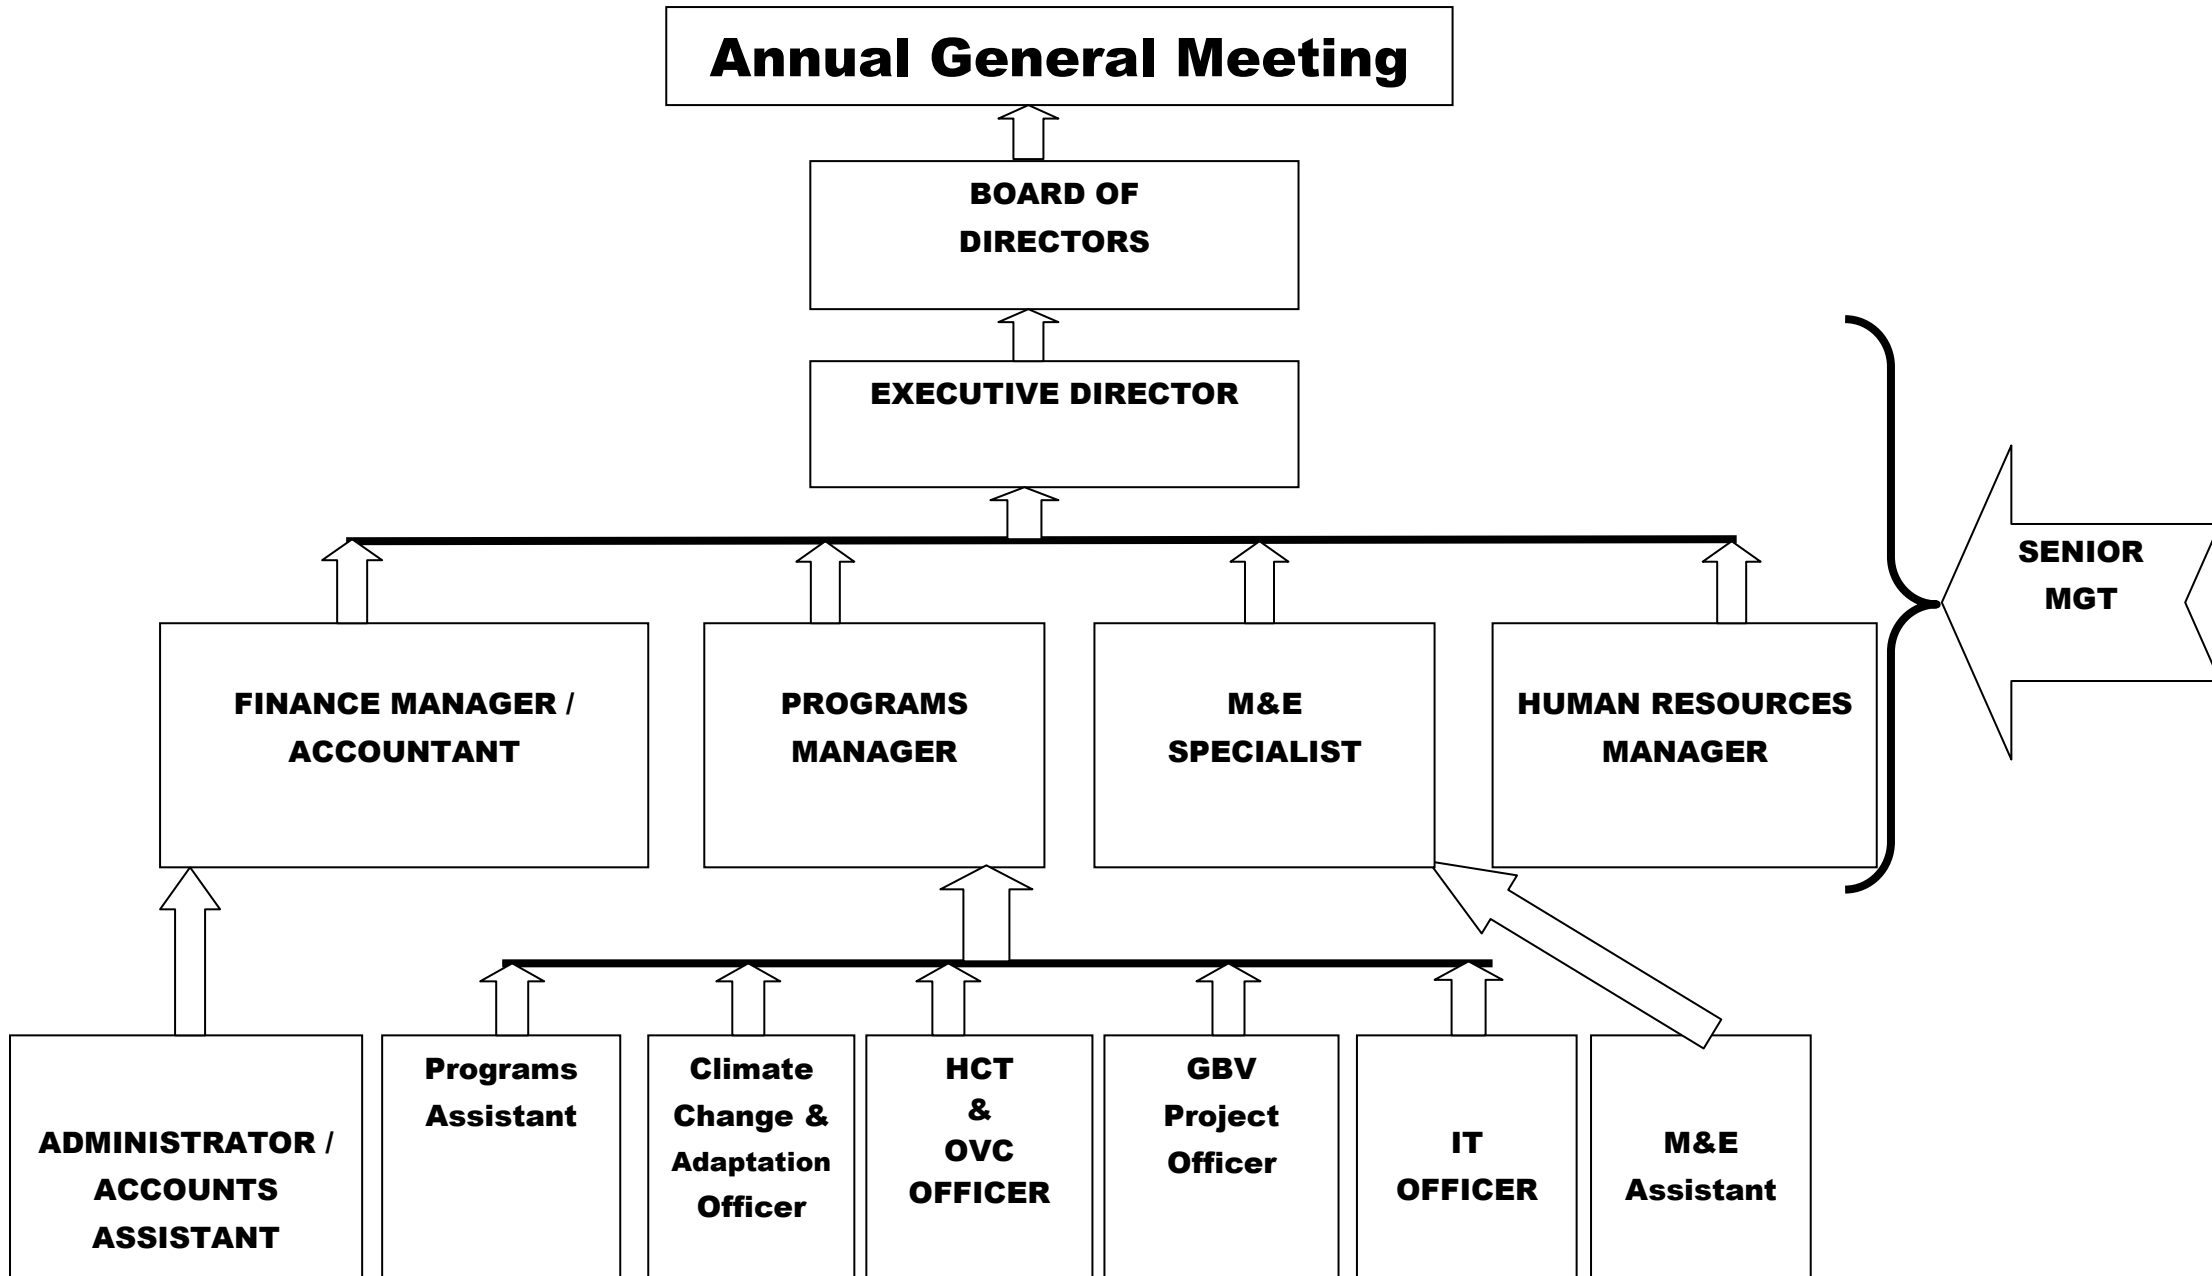 Annual General Meeting
BOARD OF
DIRECTORS
EXECUTIVE DIRECTOR
SENIOR
MGT
FINANCE MANAGER /
ACCOUNTANT
PROGRAMS
MANAGER
M&E
SPECIALIST
HUMAN RESOURCES
MANAGER
ADMINISTRATOR /
ACCOUNTS
ASSISTANT
Programs
Assistant
Climate
Change &
Adaptation
Officer
HCT
&
OVC
OFFICER
GBV
Project
Officer
IT
OFFICER
M&E
Assistant